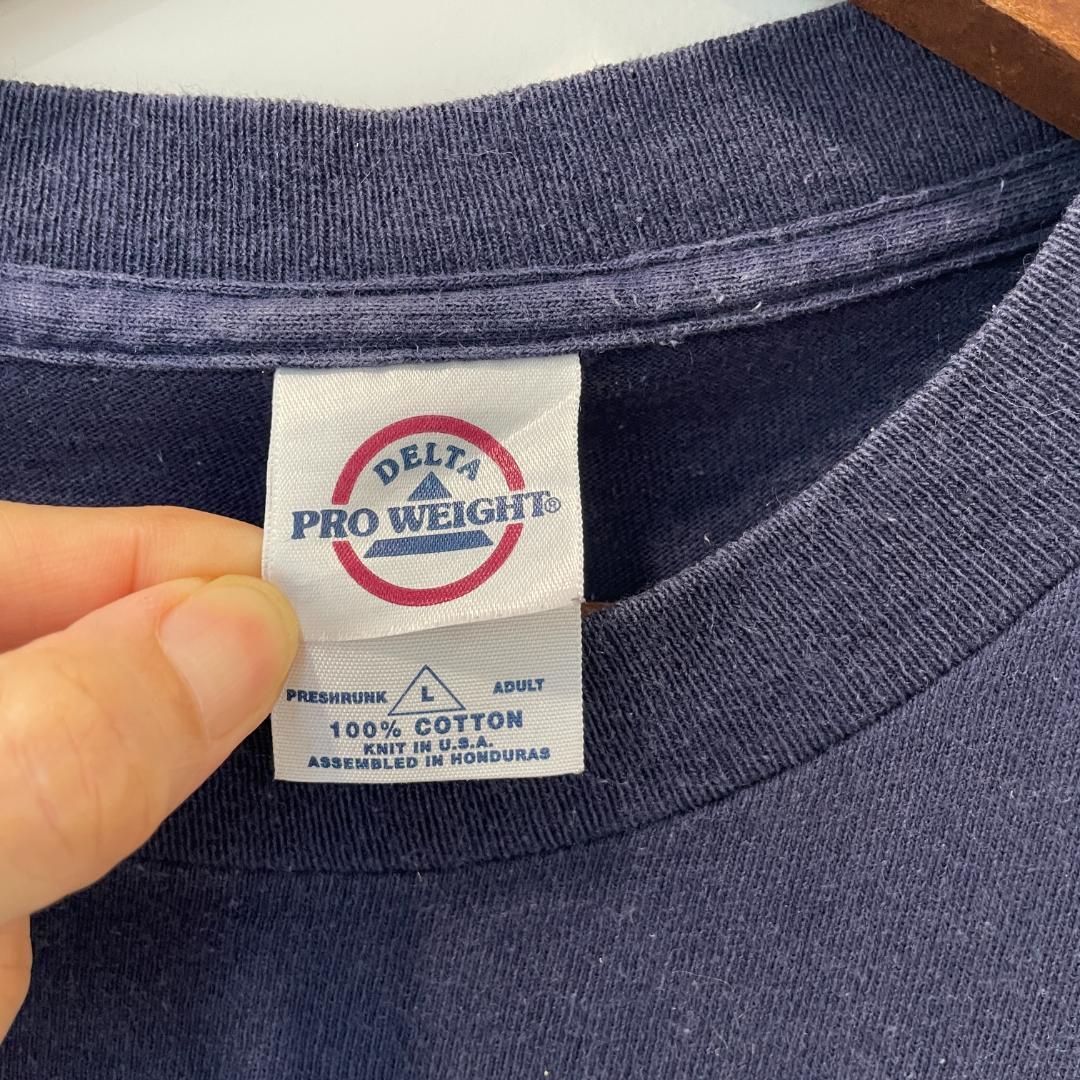 DELTA
PRO WEIGHT®
PRESHRUNK L ADULT
100% COTTON
KNIT IN U.S.A.
ASSEMBLED IN HONDURAS